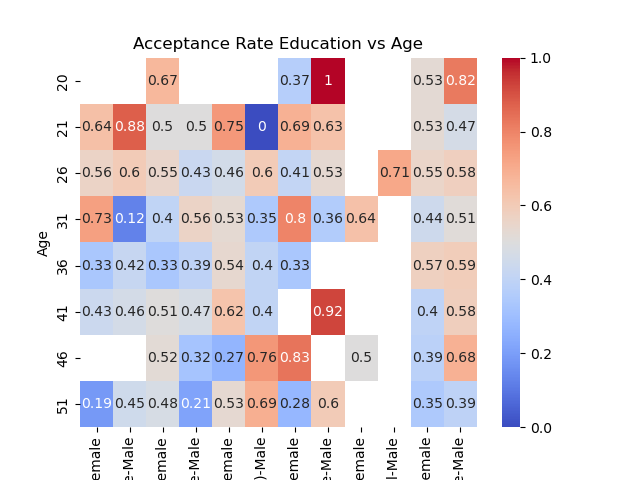 Acceptance Rate Education vs Age
20 0.67 0.37 1 0.53 0.82
21 0.64 0.88 0.5 0.5 0.75 0 0.69 0.63 0.53 0.47
26 0.56 0.6 0.55 0.43 0.46 0.6 0.41 0.53 0.71 0.55 0.58
31 0.73 0.12 0.4 0.56 0.53 0.35 0.8 0.36 0.64 0.44 0.51
36 0.33 0.42 0.33 0.39 0.54 0.4 0.33 0.57 0.59
41 0.43 0.46 0.51 0.47 0.62 0.4 0.92 0.4 0.58
46 0.52 0.32 0.27 0.76 0.83 0.5 0.39 0.68
51 0.19 0.45 0.48 0.21 0.53 0.69 0.28 0.6 0.35 0.39
Age
emale
e-Male
emale
e-Male
emale
)-Male
emale
e-Male
emale
l-Male
emale
e-Male
1.0
0.8
0.6
0.4
0.2
0.0